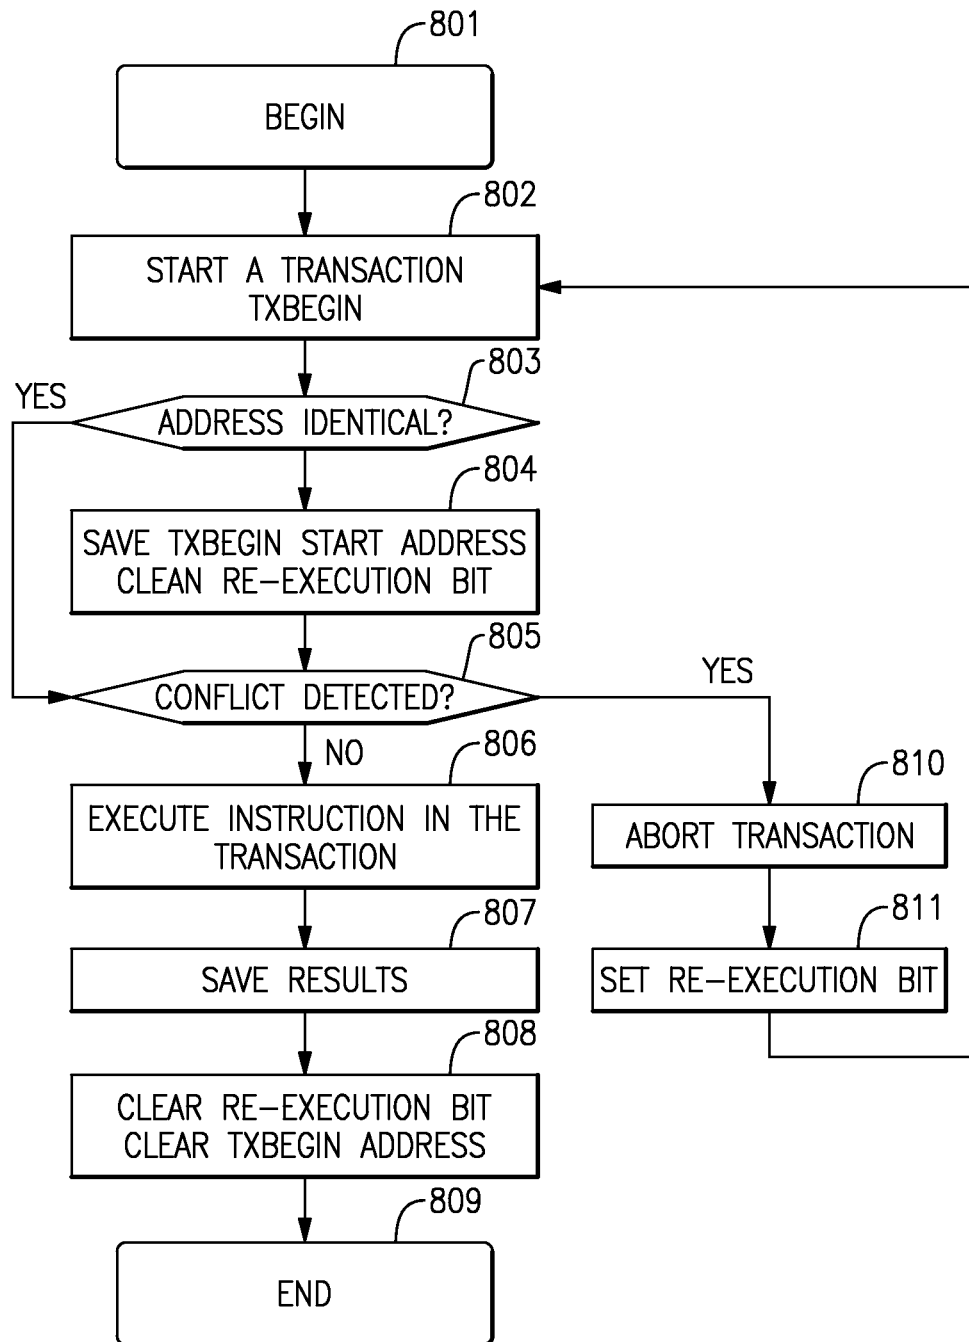 801
BEGIN
802
START A TRANSACTION
TXBEGIN
803
YES
ADDRESS IDENTICAL?
804
SAVE TXBEGIN START ADDRESS
CLEAN RE-EXECUTION BIT
805
CONFLICT DETECTED?
YES
NO
806
EXECUTE INSTRUCTION IN THE
TRANSACTION
810
ABORT TRANSACTION
807
SAVE RESULTS
811
SET RE-EXECUTION BIT
808
CLEAR RE-EXECUTION BIT
CLEAR TXBEGIN ADDRESS
809
END